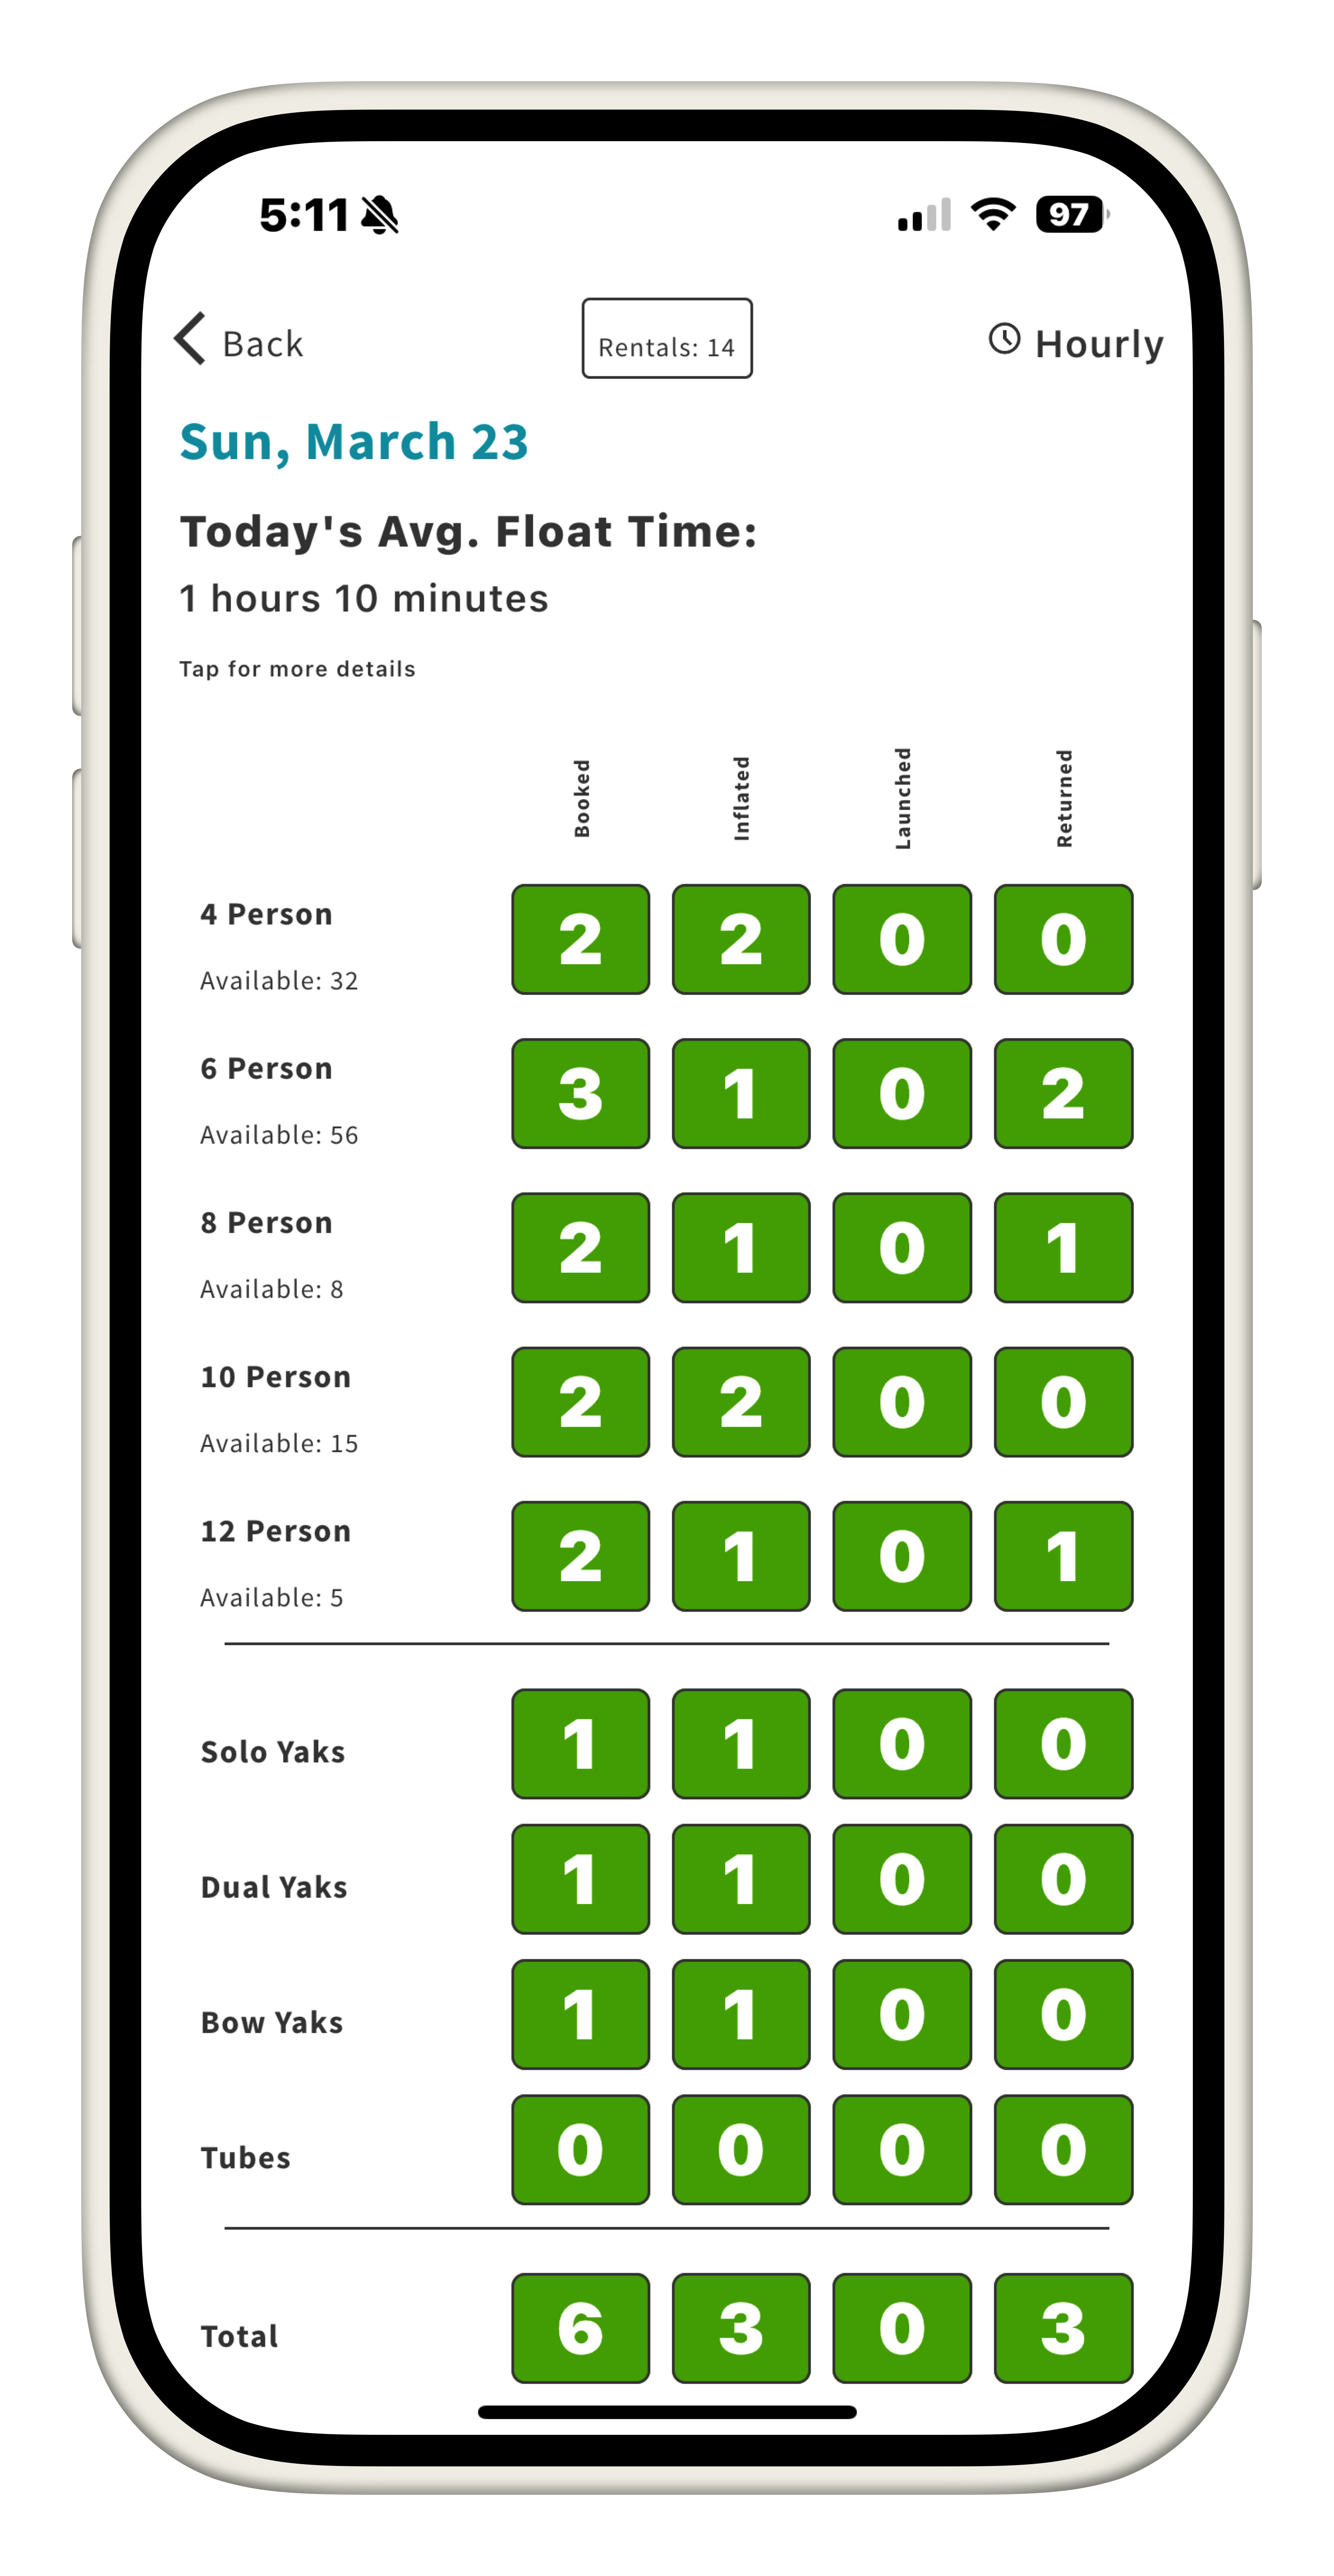 5:11
97
Back
Rentals: 14
Hourly
Sun, March 23
Today's Avg. Float Time:
1 hours 10 minutes
Tap for more details
Booked Inflated Launched Returned
4 Person
Available: 32
2 2 0 0
6 Person
Available: 56
3 1 0 2
8 Person
Available: 8
2 1 0 1
10 Person
Available: 15
2 2 0 0
12 Person
Available: 5
2 1 0 1
Solo Yaks 1 1 0 0
Dual Yaks 1 1 0 0
Bow Yaks 1 1 0 0
Tubes 0 0 0 0
Total 6 3 0 3